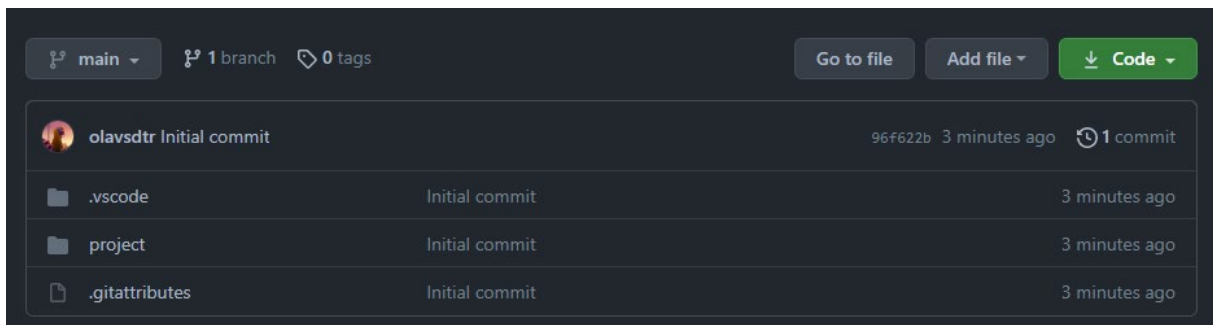 main 1 branch 0 tags Go to file Add file Code
olavsdtr Initial commit 96f622b 3 minutes ago 1 commit
.vscode Initial commit 3 minutes ago
project Initial commit 3 minutes ago
.gitattributes Initial commit 3 minutes ago